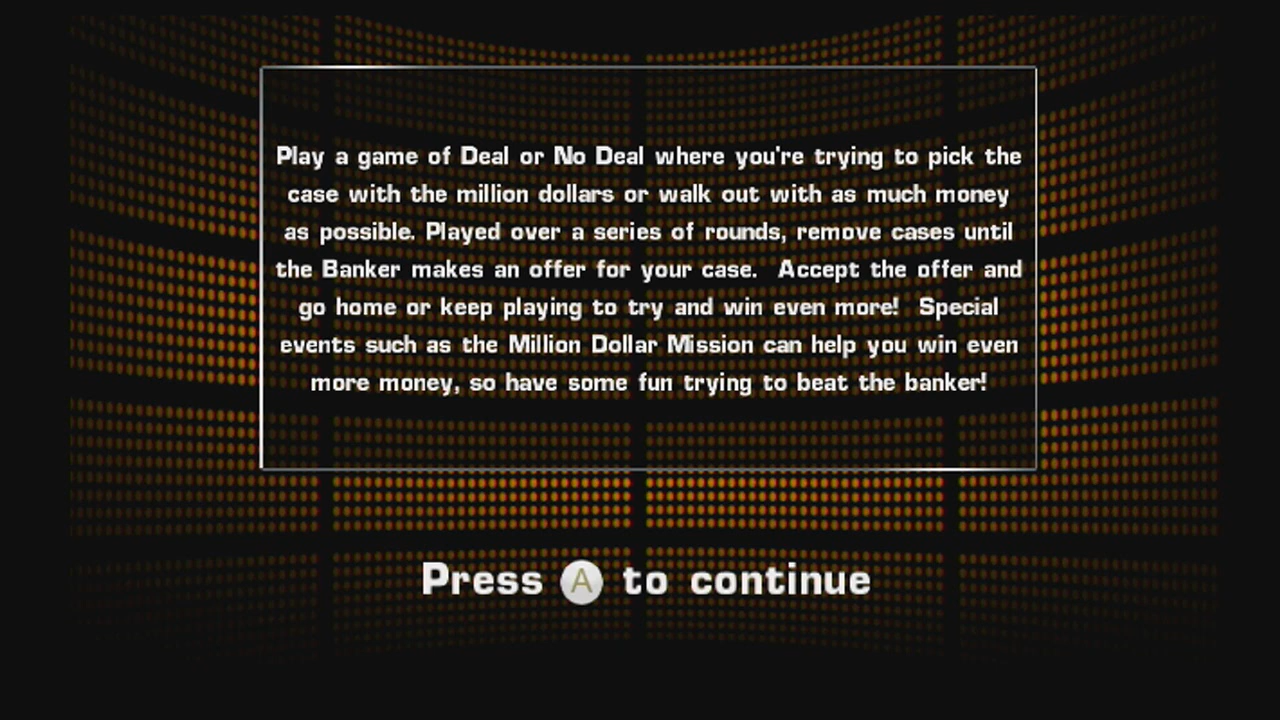 Play a game of Deal or No Deal where you're trying to pick the
case with the million dollars or walk out with as much money
as possible. Played over a series of rounds, remove cases until
the Banker makes an offer for your case.  Accept the offer and
go home or keep playing to try and win even more!  Special
events such as the Million Dollar Mission can help you win even
more money, so have some fun trying to beat the banker!
Press A to continue